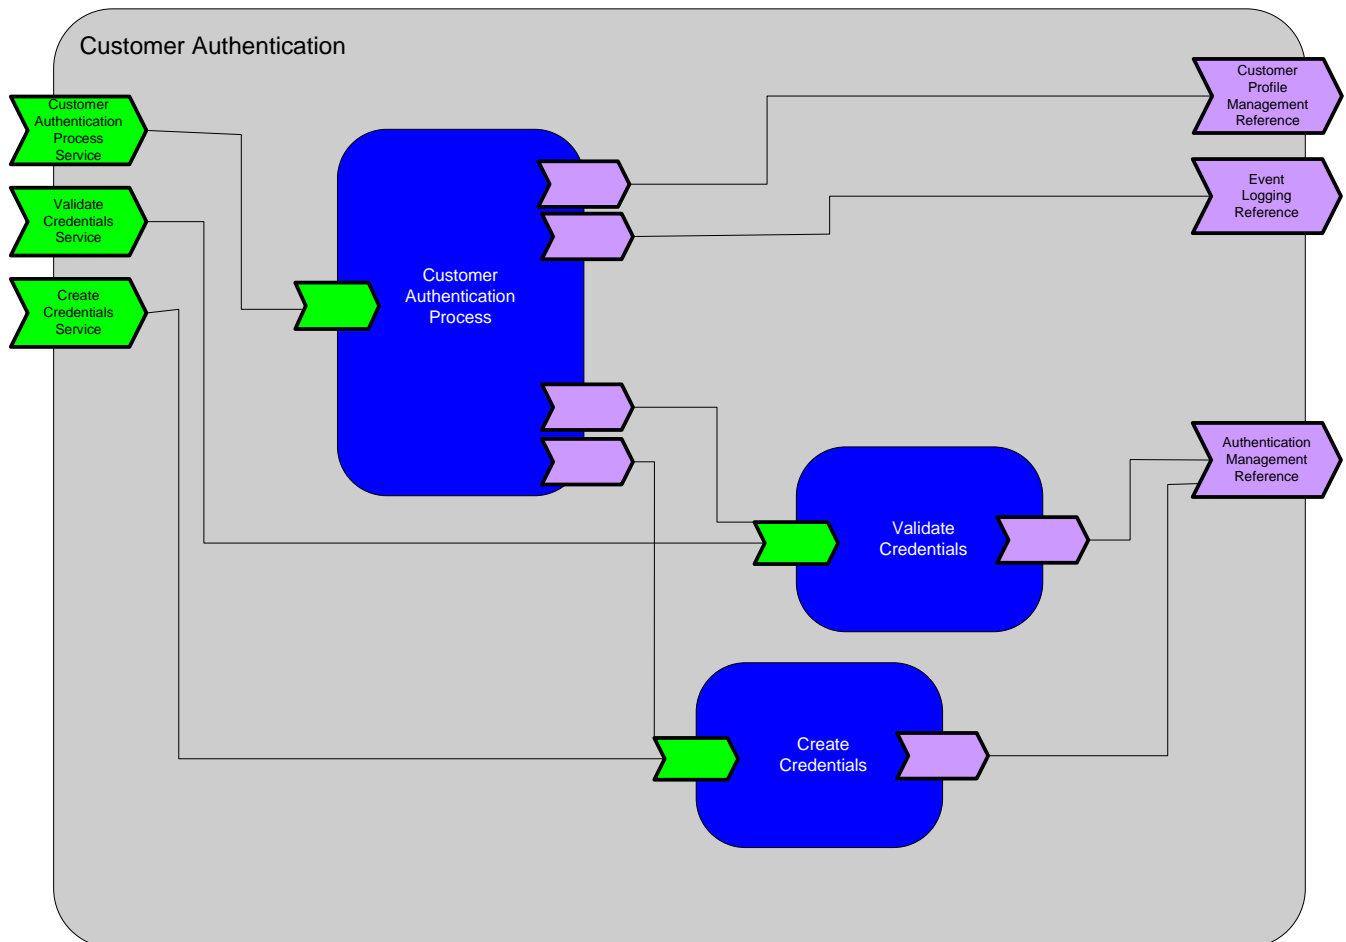 Customer Authentication
Customer
Authentication
Process
Service
Validate
Credentials
Service
Create
Credentials
Service
Customer
Authentication
Process
Validate
Credentials
Create
Credentials
Customer
Profile
Management
Reference
Event
Logging
Reference
Authentication
Management
Reference